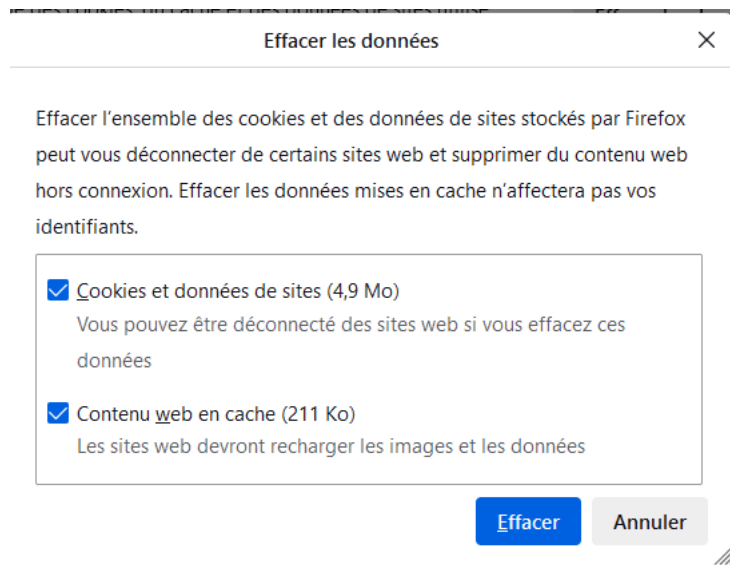 Effacer les données
Effacer l’ensemble des cookies et des données de sites stockés par Firefox
peut vous déconnecter de certains sites web et supprimer du contenu web
hors connexion. Effacer les données mises en cache n’affectera pas vos
identifiants.
Cookies et données de sites (4,9 Mo)
Vous pouvez être déconnecté des sites web si vous effacez ces
données
Contenu web en cache (211 Ko)
Les sites web devront recharger les images et les données
Effacer
Annuler